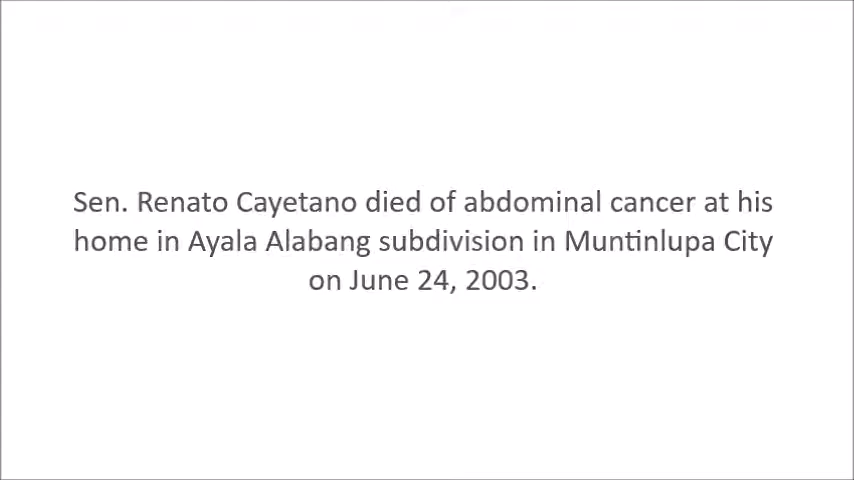 Sen. Renato Cayetano died of abdominal cancer at his
home in Ayala Alabang subdivision in Muntinlupa City
on June 24, 2003.